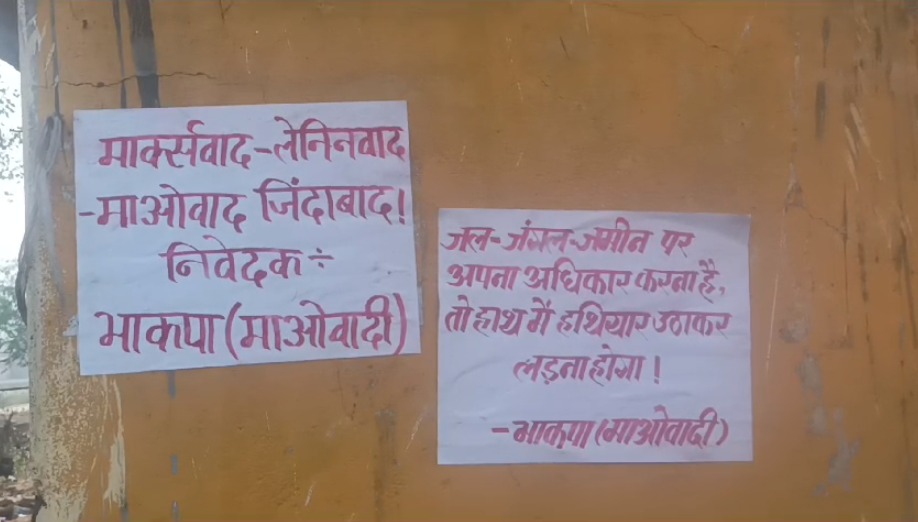 मार्क्सवाद-लेनिनवाद
-माओवाद जिंदाबाद!
निवेदक÷
भाकपा (माओवादी)
जल-जंगल-जमीन पर
अपना अधिकार करना है,
तो हाथ में हथियार उठाकर
लड़ना होगा!
-भाकपा (माओवादी)